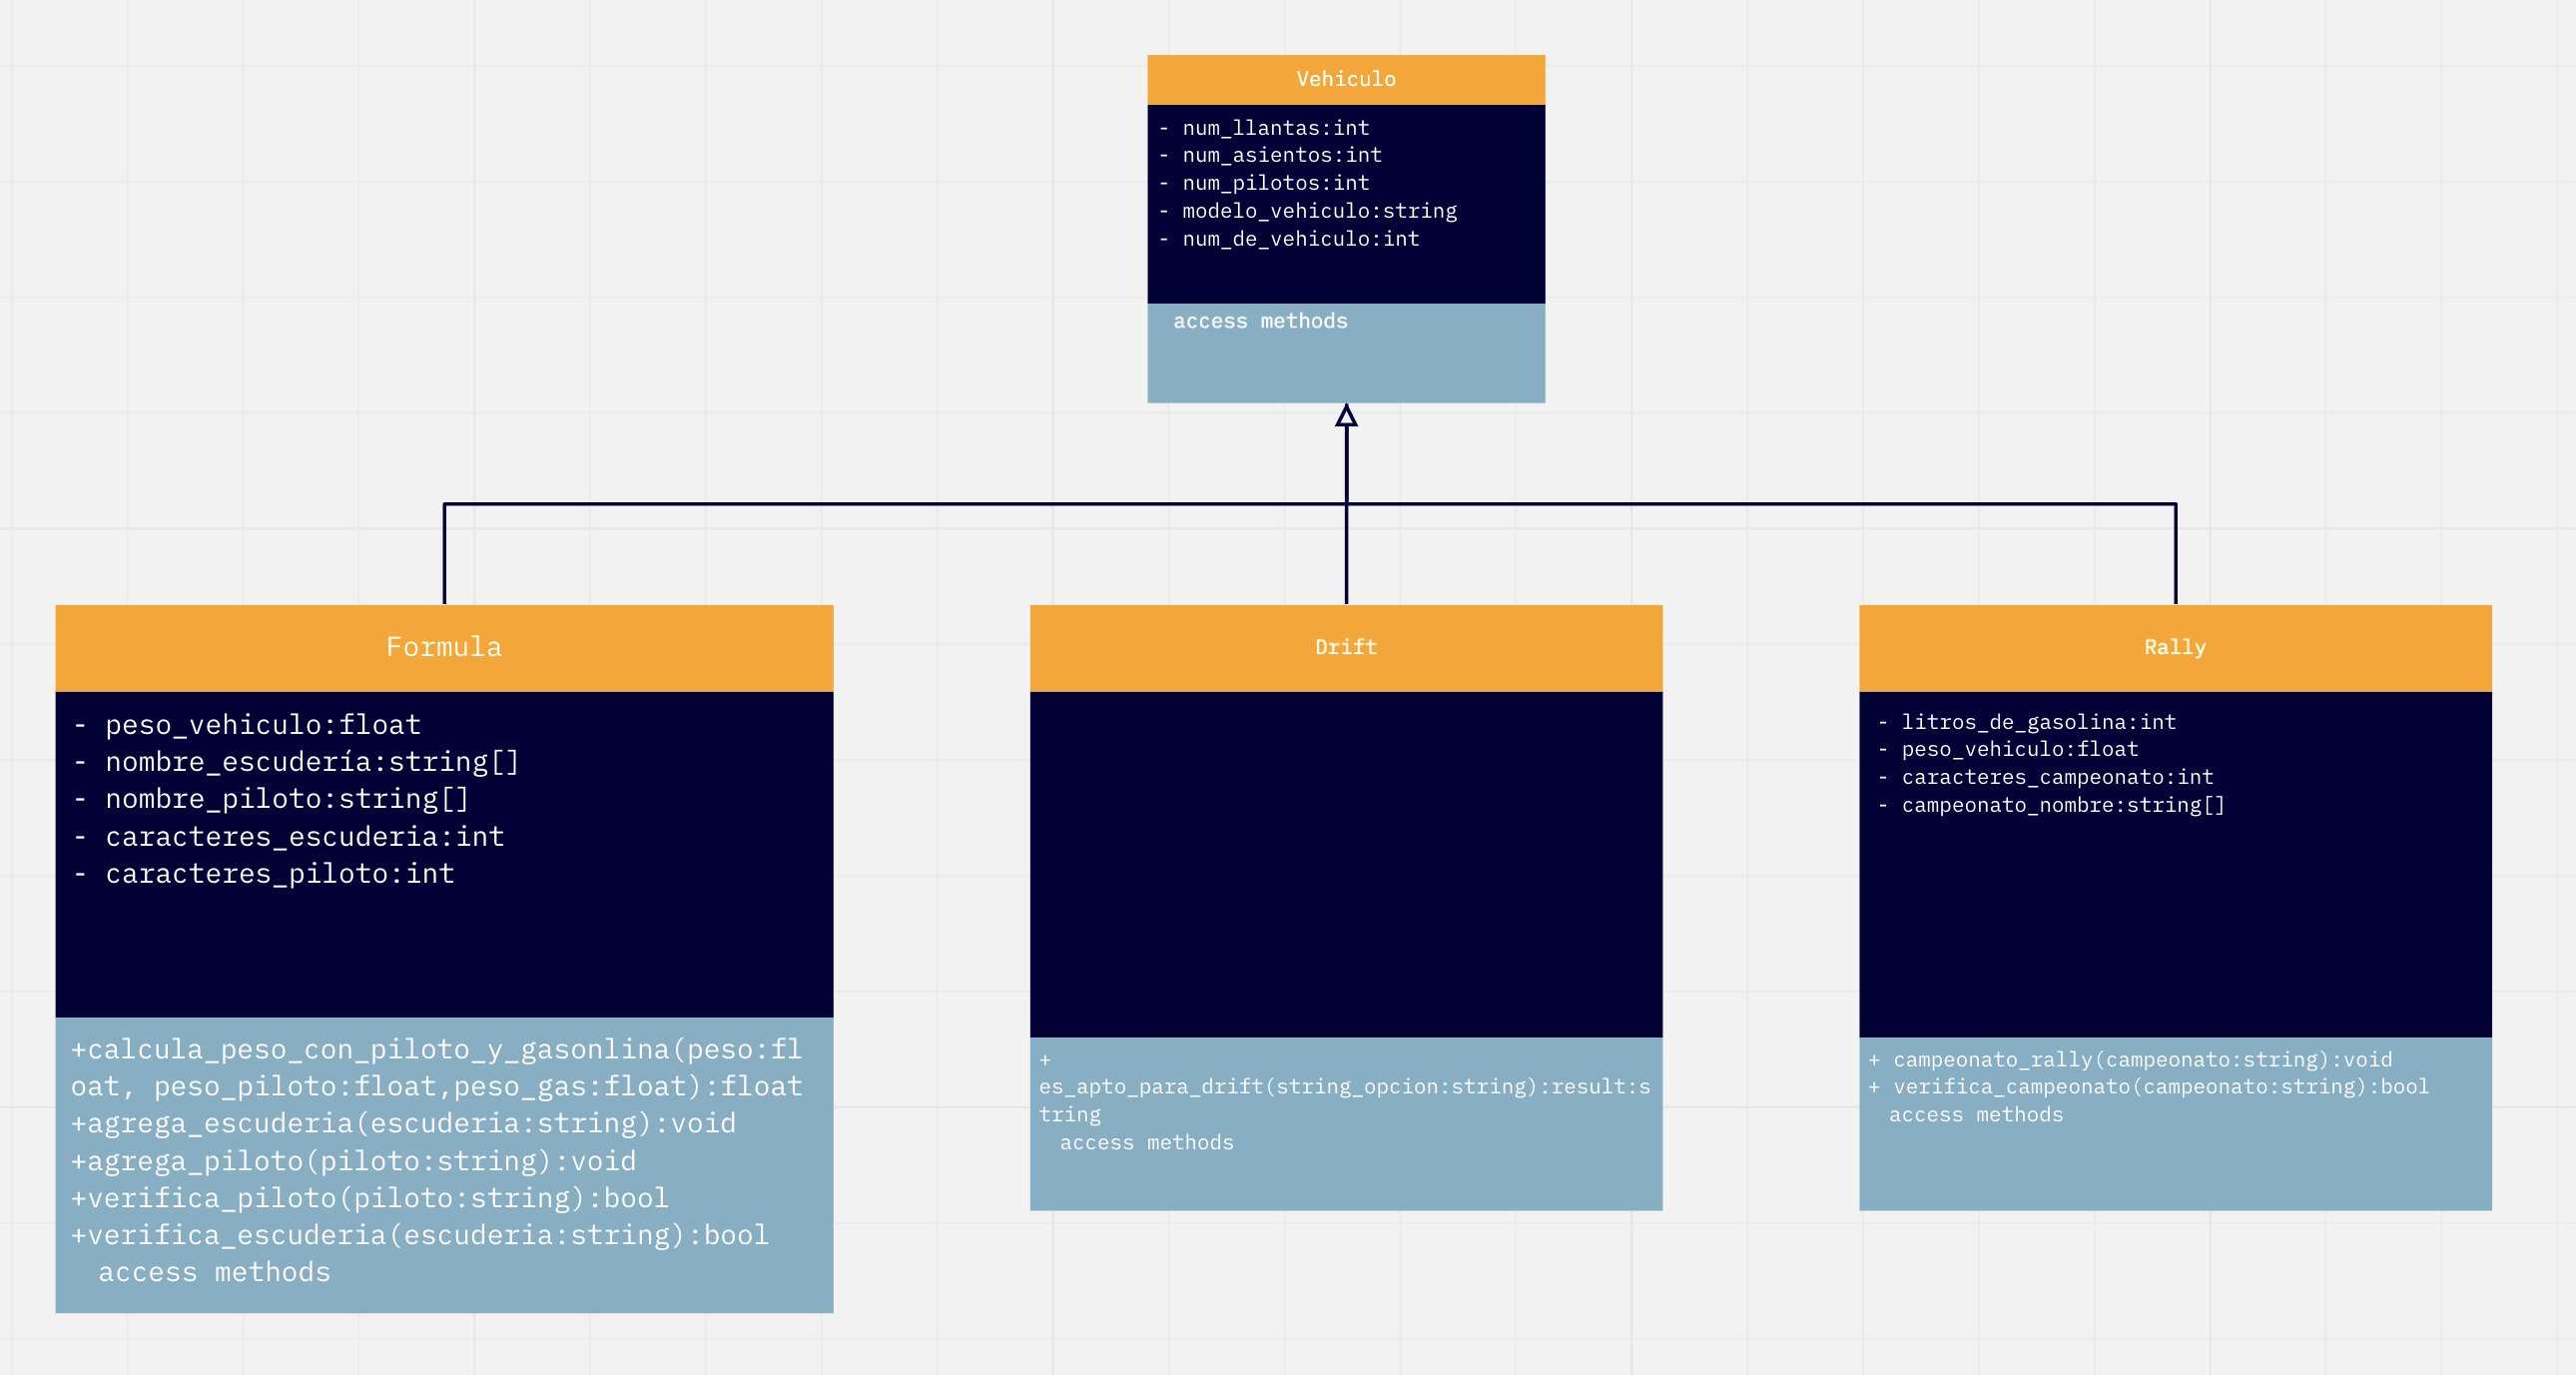 Vehiculo
- num_llantas:int
- num_asientos:int
- num_pilotos:int
- modelo_vehiculo:string
- num_de_vehiculo:int
access methods
Formula
- peso_vehiculo:float
- nombre_escudería:string[]
- nombre_piloto:string[]
- caracteres_escuderia:int
- caracteres_piloto:int
+calcula_peso_con_piloto_y_gasonlina(peso:fl
oat, peso_piloto:float,peso_gas:float):float
+agrega_escuderia(escuderia:string):void
+agrega_piloto(piloto:string):void
+verifica_piloto(piloto:string):bool
+verifica_escuderia(escuderia:string):bool
access methods
Drift
+
es_apto_para_drift(string_opcion:string):result:s
tring
access methods
Rally
- litros_de_gasolina:int
- peso_vehiculo:float
- caracteres_campeonato:int
- campeonato_nombre:string[]
+ campeonato_rally(campeonato:string):void
+ verifica_campeonato(campeonato:string):bool
access methods